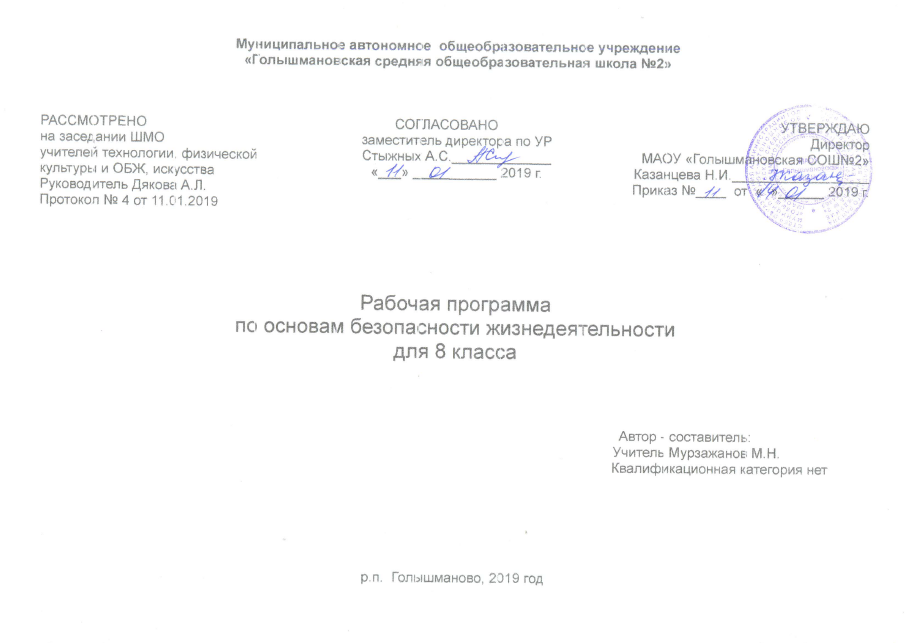 Муниципальное автономное общеобразовательное учреждение
«Голышмановская средняя общеобразовательная школа №2»
РАССМОТРЕНО
на заседании ШМО
учителей технологии, физической
культуры и ОБЖ, искусства
Руководитель Дякова А.Л.
Протокол № 4 от 11.01.2019
СОГЛАСОВАНО
заместитель директора по УР
Стыжных А.С.
«11» 01 2019 г.
УТВЕРЖДАЮ
Директор
МАОУ «Голышмановская СОШ№2»
Казанцева Н.И.
Приказ № 11 от « » 01 2019 г.
Рабочая программа
по основам безопасности жизнедеятельности
для 8 класса
Автор - составитель:
Учитель Мурзажанов М.Н.
Квалификационная категория нет
р.п. Голышманово, 2019 год